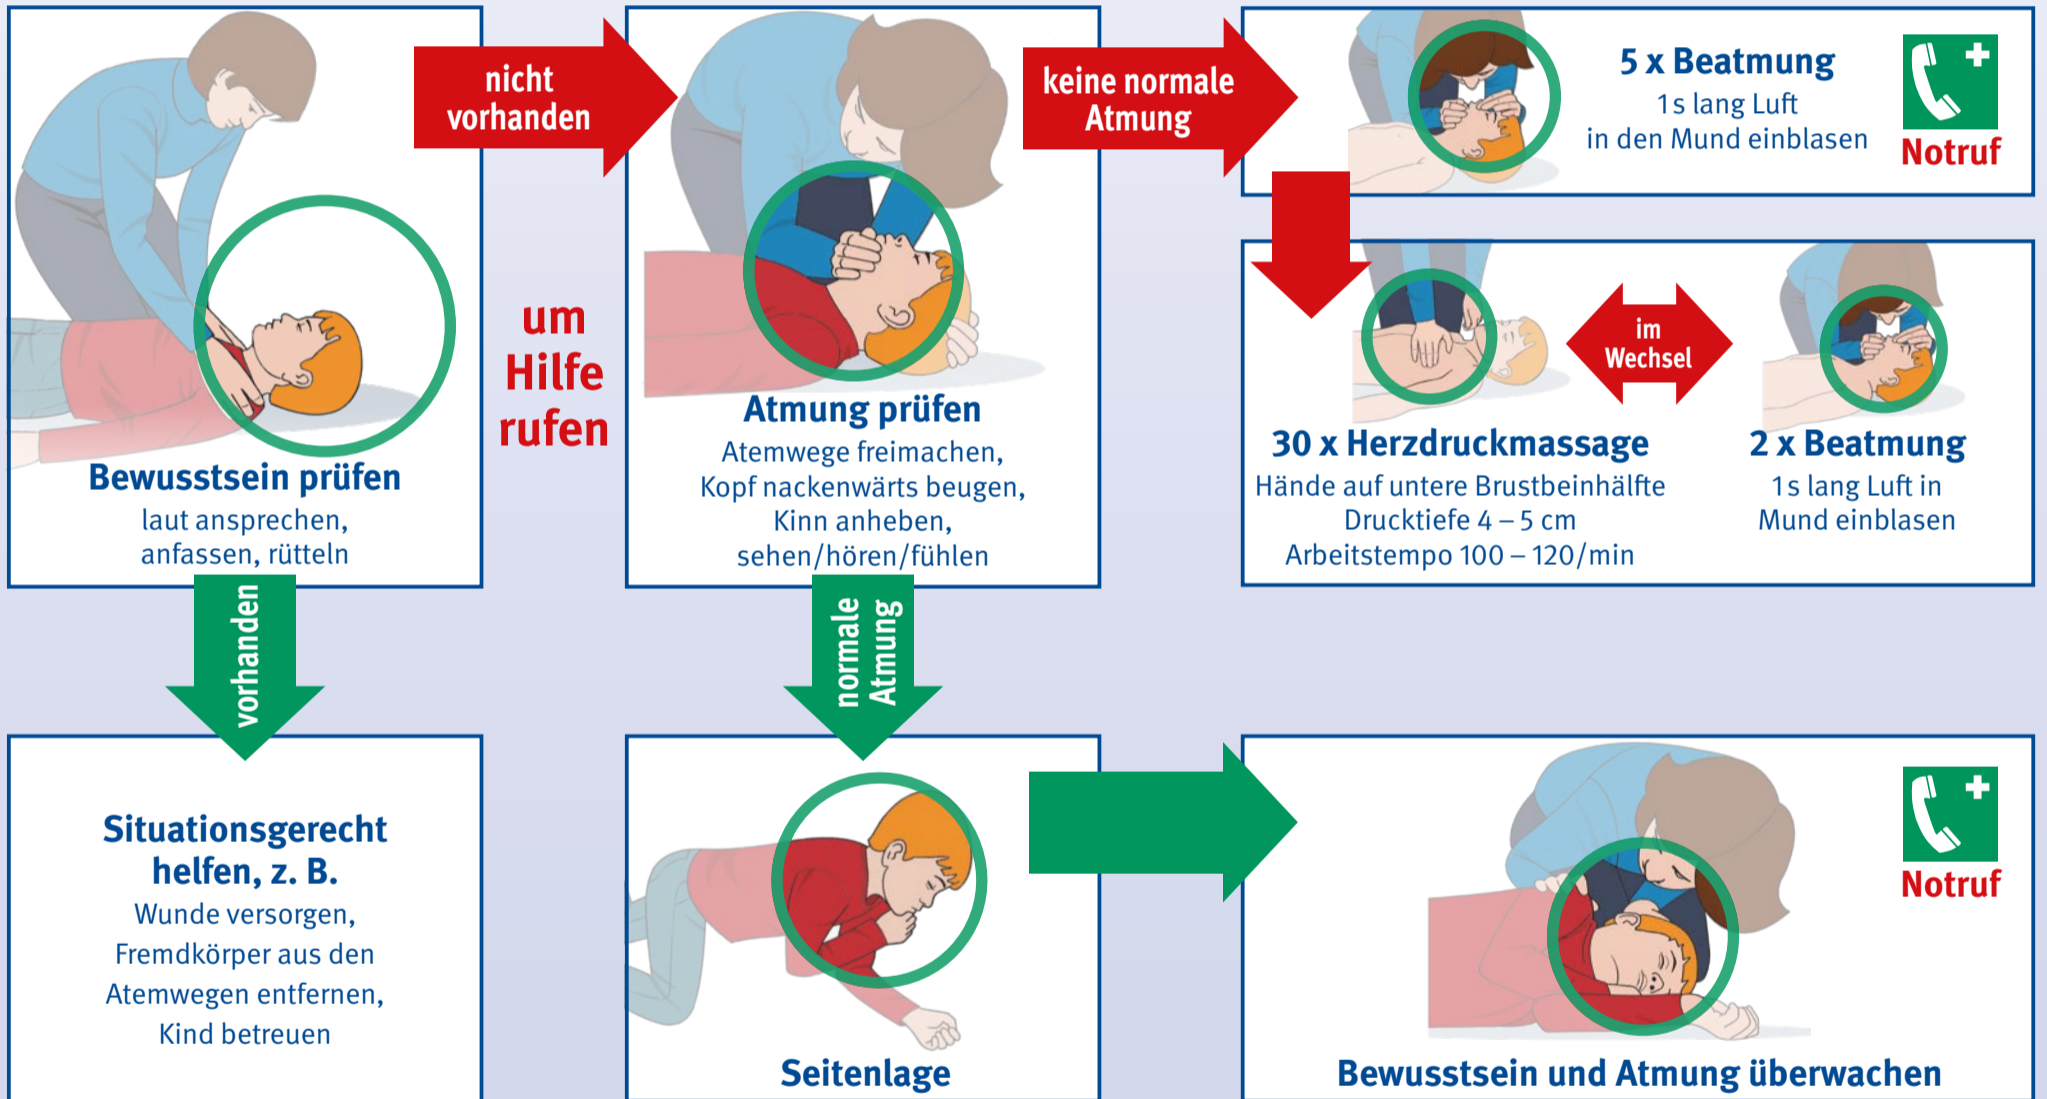 nicht
vorhanden
keine normale
Atmung
5 x Beatmung
1 s lang Luft
in den Mund einblasen
Notruf
um
Hilfe
rufen
Bewusstsein prüfen
laut ansprechen,
anfassen, rütteln
Atmung prüfen
Atemwege freimachen,
Kopf nackenwärts beugen,
Kinn anheben,
sehen/hören/fühlen
im
Wechsel
30 x Herzdruckmassage
Hände auf untere Brustbeinhälfte
Drucktiefe 4 – 5 cm
Arbeitstempo 100 – 120/min
2 x Beatmung
1 s lang Luft in
Mund einblasen
vorhanden
normale
Atmung
Situationsgerecht
helfen, z. B.
Wunde versorgen,
Fremdkörper aus den
Atemwegen entfernen,
Kind betreuen
Seitenlage
Notruf
Bewusstsein und Atmung überwachen